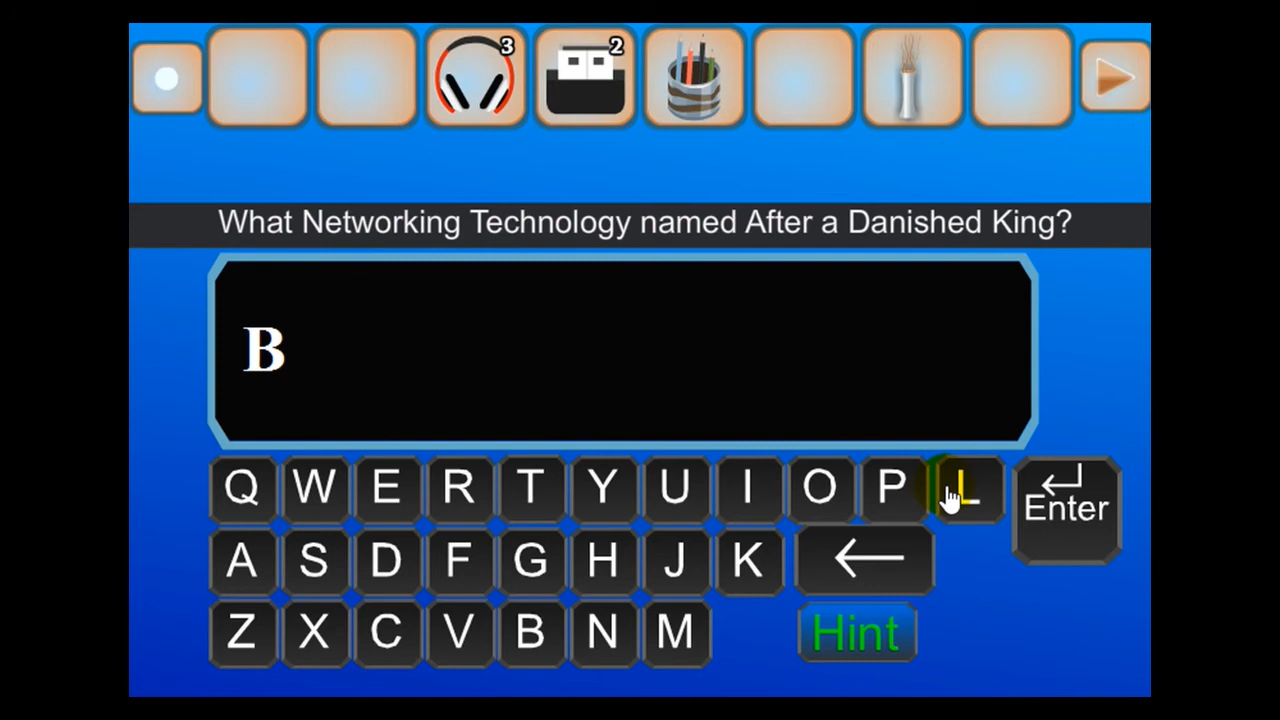 3 2
What Networking Technology named After a Danished King?
B
Q W E R T Y U I O P L Enter
A S D F G H J K
Z X C V B N M Hint